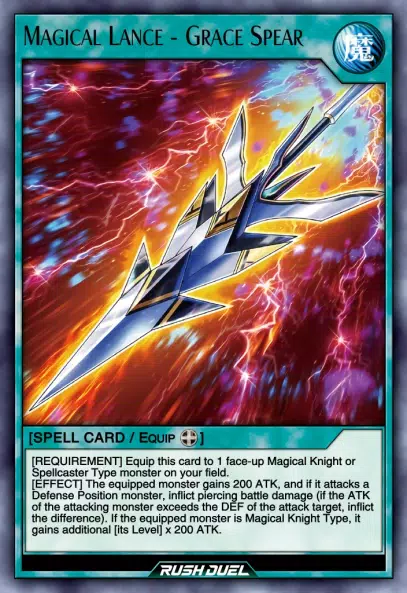 MAGICAL LANCE - GRACE SPEAR
魔
[SPELL CARD / EQUIP ]
[REQUIREMENT] Equip this card to 1 face-up Magical Knight or
Spellcaster Type monster on your field.
[EFFECT] The equipped monster gains 200 ATK, and if it attacks a
Defense Position monster, inflict piercing battle damage (if the ATK
of the attacking monster exceeds the DEF of the attack target, inflict
the difference). If the equipped monster is Magical Knight Type, it
gains additional [its Level] x 200 ATK.
RUSH DUEL